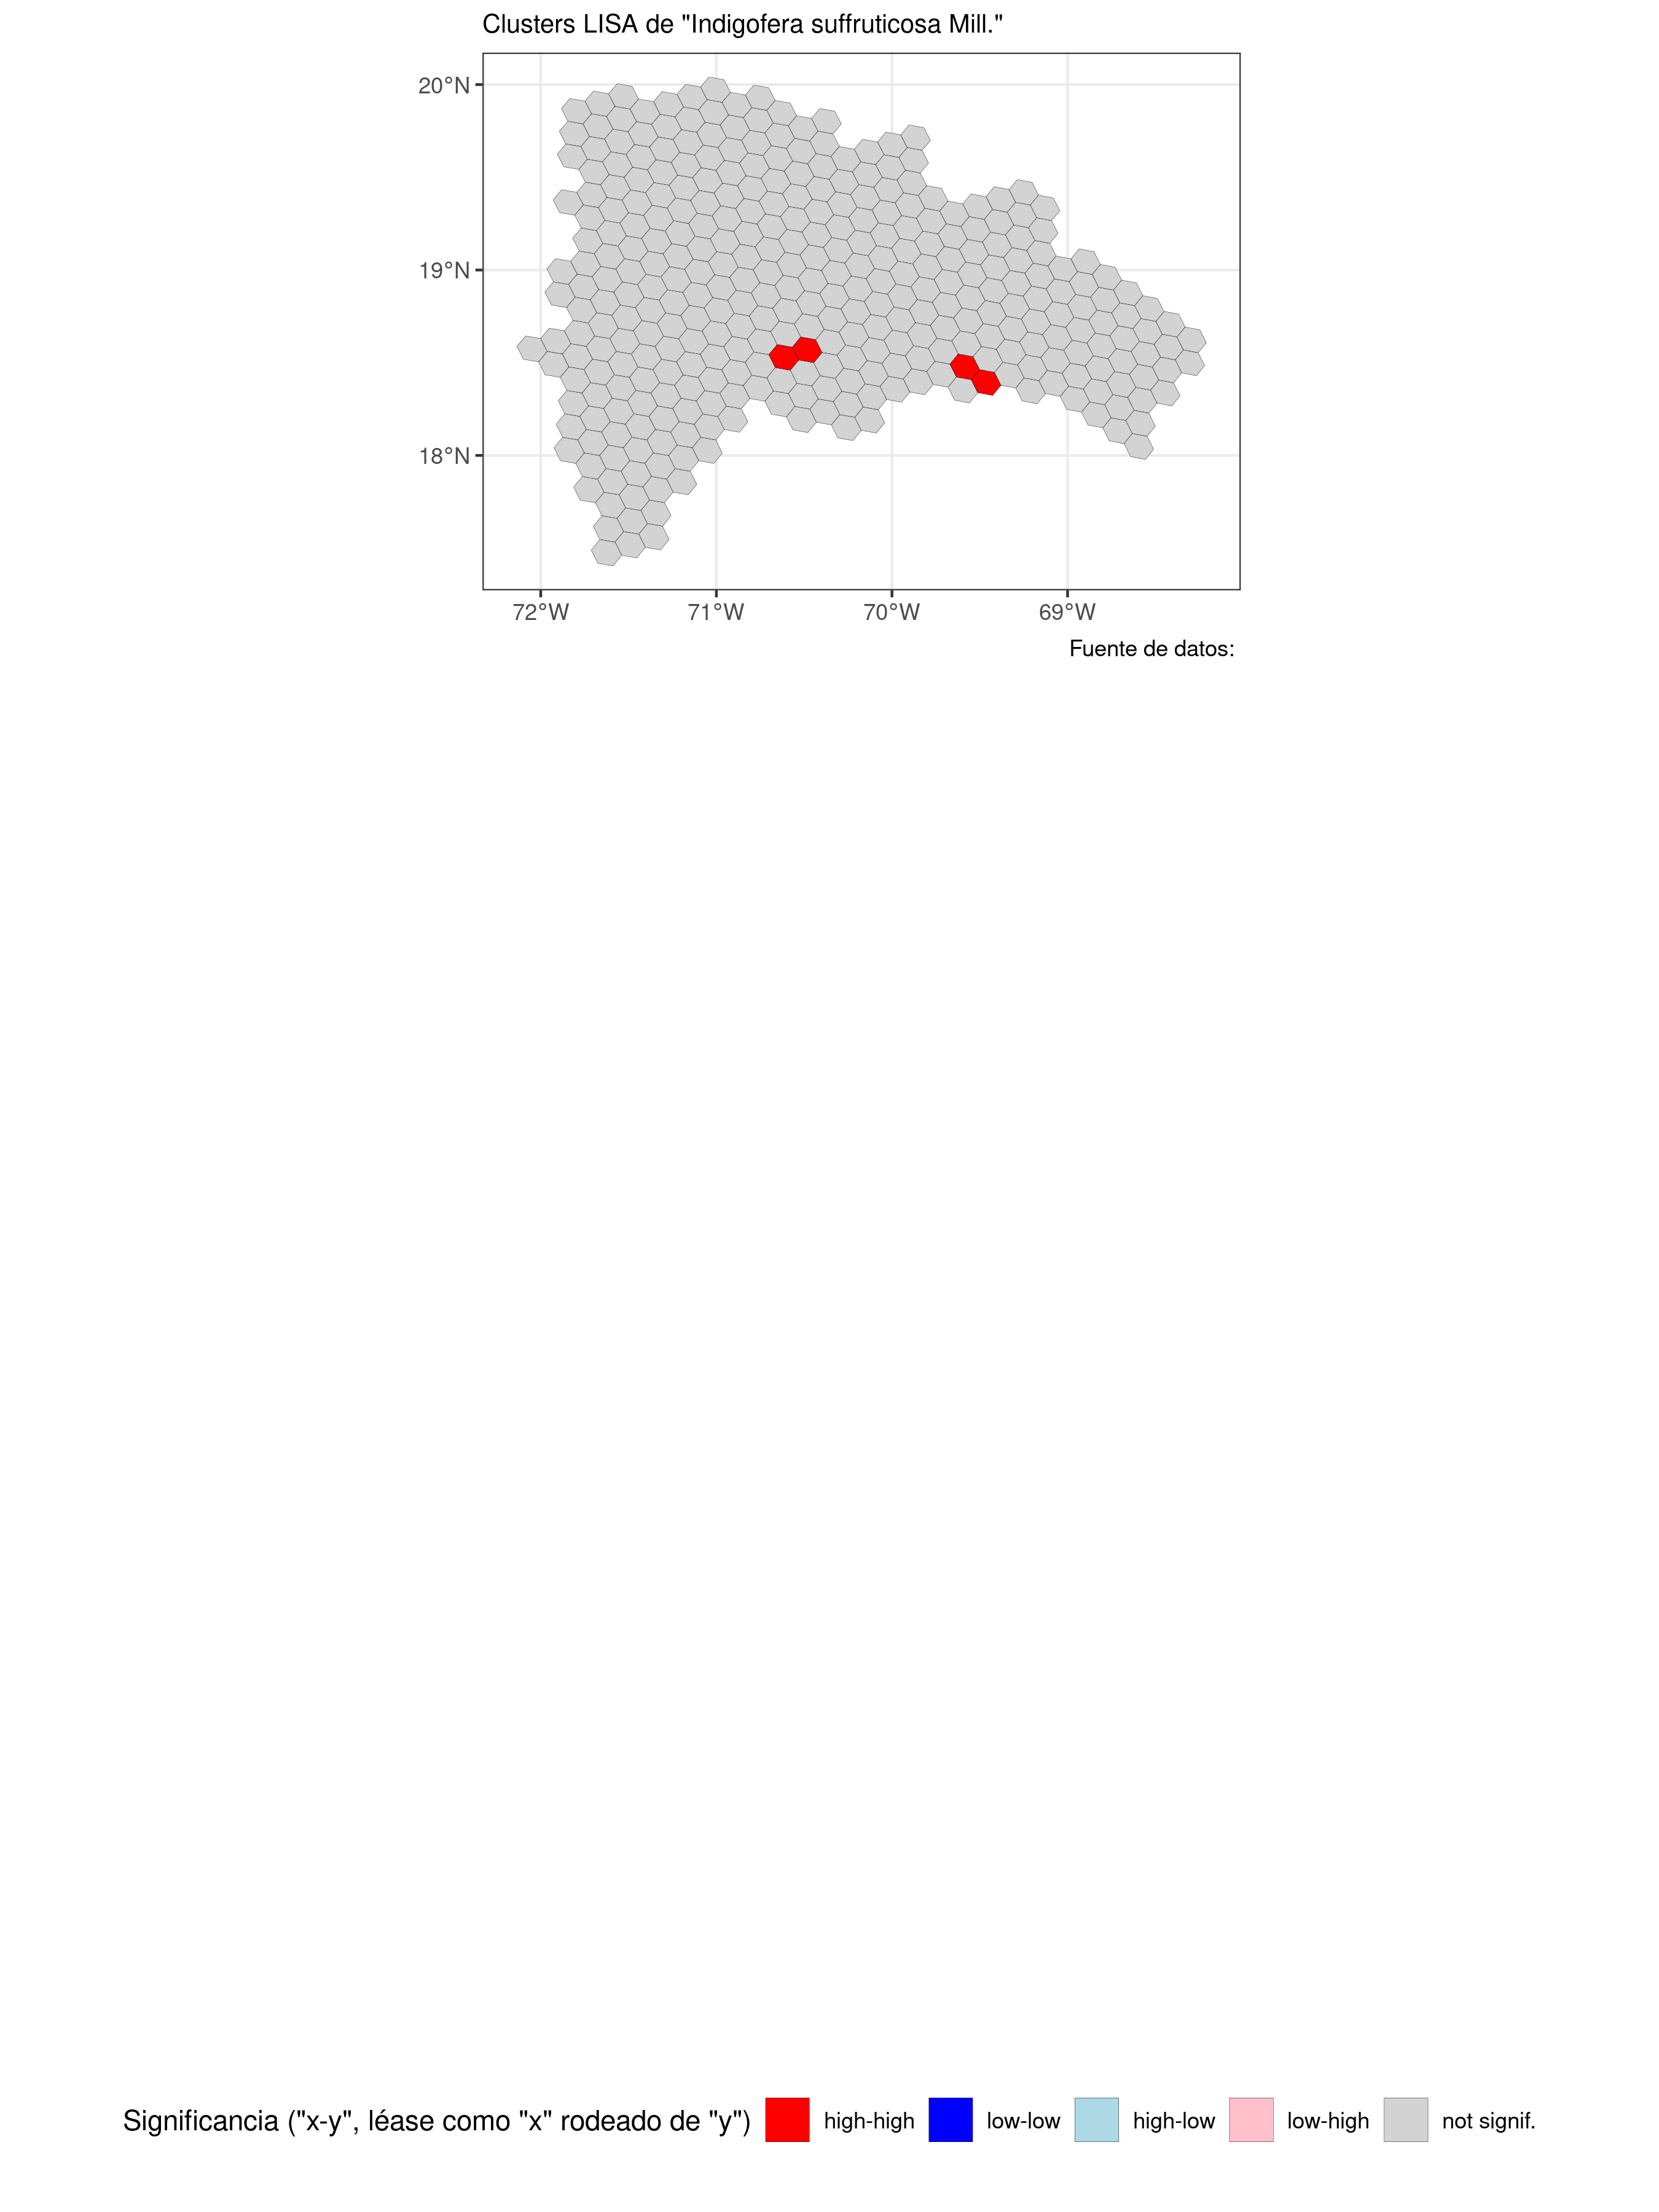 Clusters LISA de "Indigofera suffruticosa Mill."
20°N
19°N
18°N
72°W 71°W 70°W 69°W
Fuente de datos:
Significancia ("x-y", léase como "x" rodeado de "y") high-high low-low high-low low-high not signif.